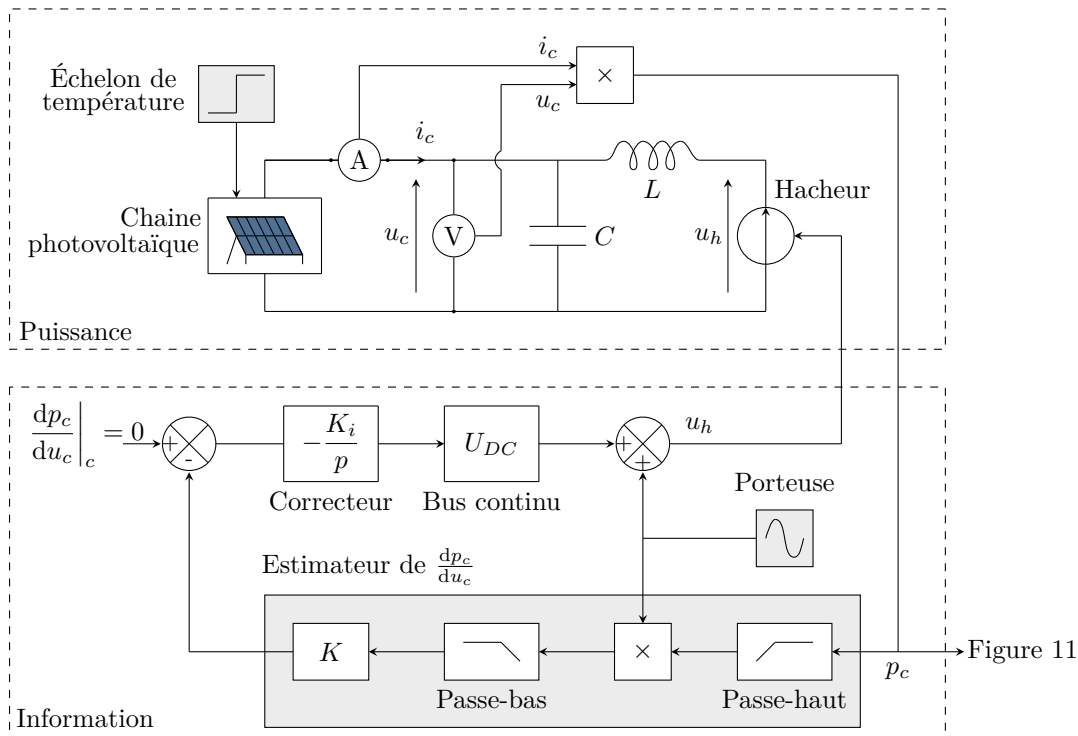 i_c
×
u_c
Échelon de
température
i_c
A
L
Hacheur
Chaine
photovoltaïque
u_c
V
C
u_h
Puissance
dp_c/du_c|_c = 0
+
-
-K_i/p
U_DC
+
+
u_h
Correcteur
Bus continu
Porteuse
Estimateur de dp_c/du_c
K
×
Figure 11
p_c
Passe-bas
Passe-haut
Information